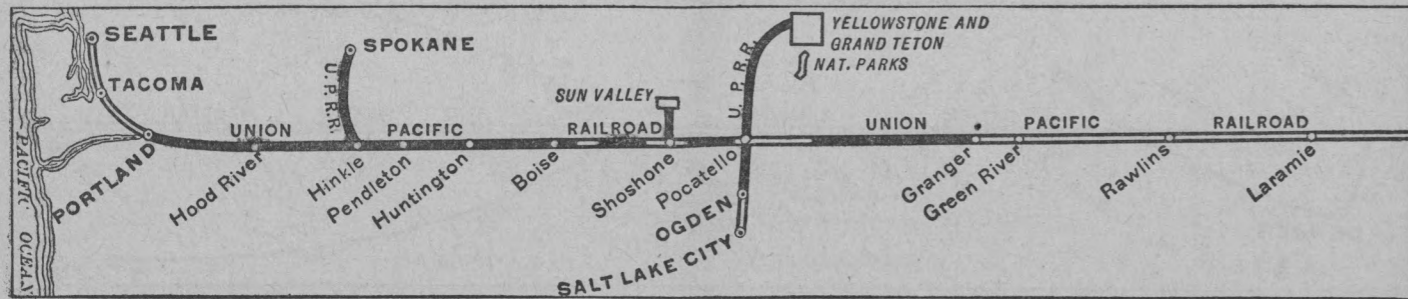 SEATTLE
TACOMA
PORTLAND
PACIFIC OCEAN
Hood River
UNION PACIFIC RAILROAD
SPOKANE
U.P.R.R.
Hinkle
Pendleton
Huntington
Boise
SUN VALLEY
Shoshone
Pocatello
U. P. R.R.
YELLOWSTONE AND
GRAND TETON
NAT. PARKS
OGDEN
SALT LAKE CITY
UNION PACIFIC RAILROAD
Granger
Green River
Rawlins
Laramie